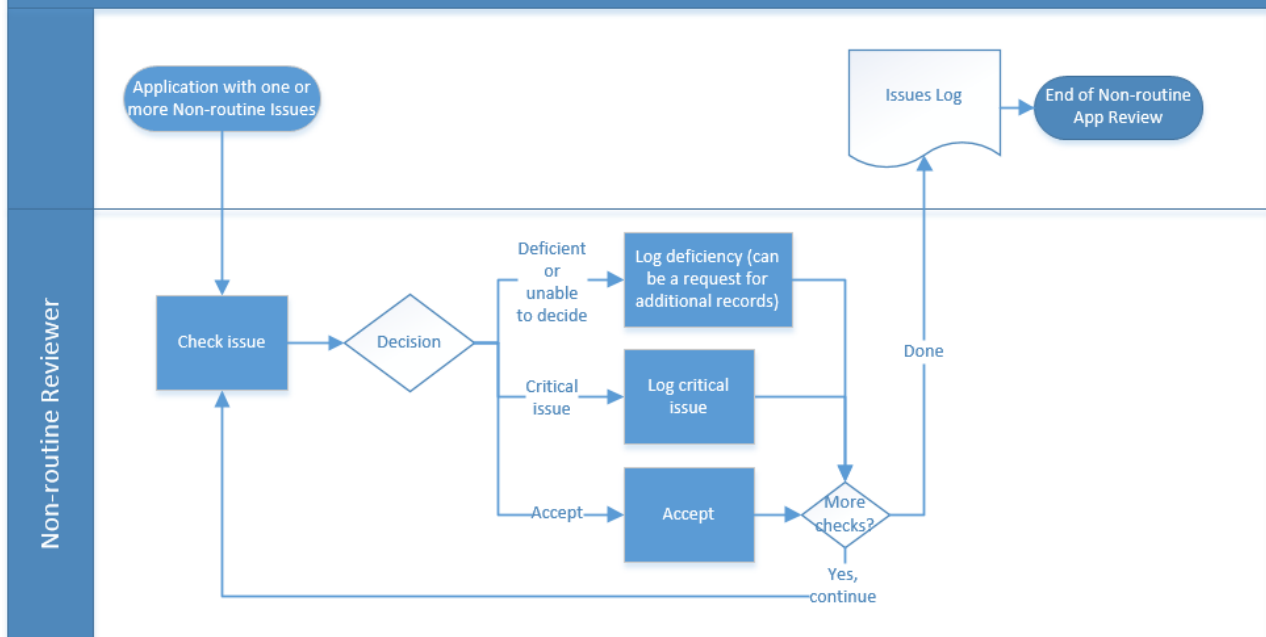 Application with one or
more Non-routine Issues
Issues Log
End of Non-routine
App Review
Non-routine Reviewer
Check issue
Decision
Deficient
or
unable
to decide
Log deficiency (can
be a request for
additional records)
Critical
issue
Log critical
issue
Accept
Accept
More
checks?
Done
Yes,
continue